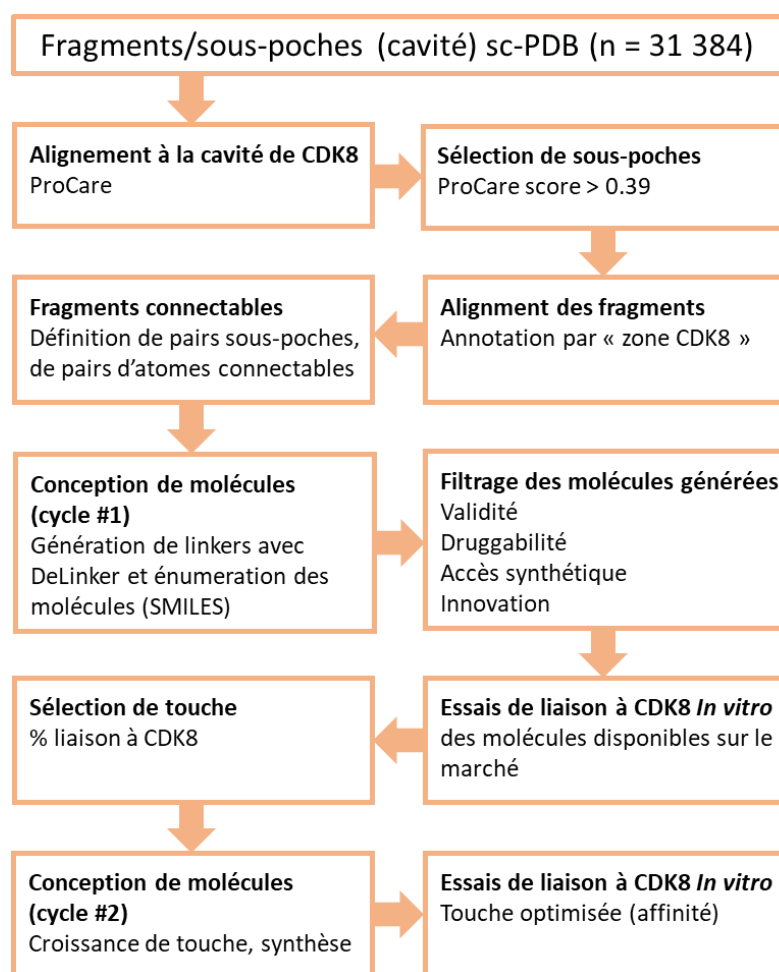 Fragments/sous-poches (cavité) sc-PDB (n = 31 384)
Alignement à la cavité de CDK8
ProCare
Sélection de sous-poches
ProCare score > 0.39
Alignment des fragments
Annotation par « zone CDK8 »
Fragments connectables
Définition de pairs sous-poches,
de pairs d’atomes connectables
Conception de molécules
(cycle #1)
Génération de linkers avec
DeLinker et énumeration des
molécules (SMILES)
Filtrage des molécules générées
Validité
Druggabilité
Accès synthétique
Innovation
Essais de liaison à CDK8 In vitro
des molécules disponibles sur le
marché
Sélection de touche
% liaison à CDK8
Conception de molécules
(cycle #2)
Croissance de touche, synthèse
Essais de liaison à CDK8 In vitro
Touche optimisée (affinité)